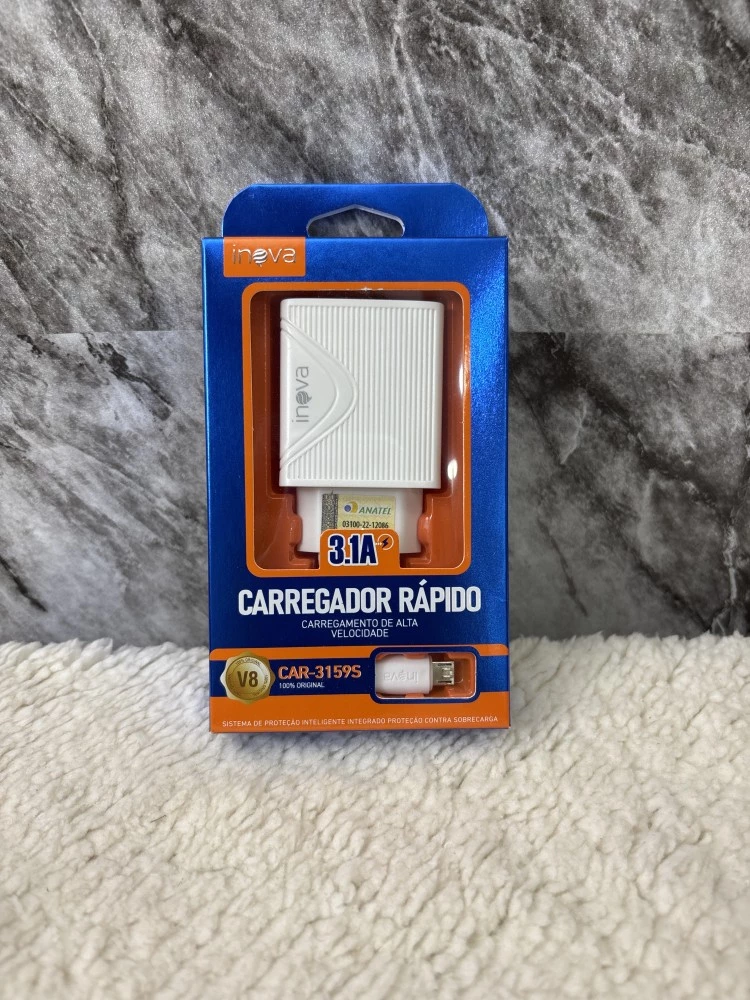 inova
inova
ANATEL
03100-22-12086
3.1A
CARREGADOR RÁPIDO
CARREGAMENTO DE ALTA
VELOCIDADE
V8
CAR-3159S
100% ORIGINAL
inova
SISTEMA DE PROTEÇÃO INTELIGENTE INTEGRADO PROTEÇÃO CONTRA SOBRECARGA